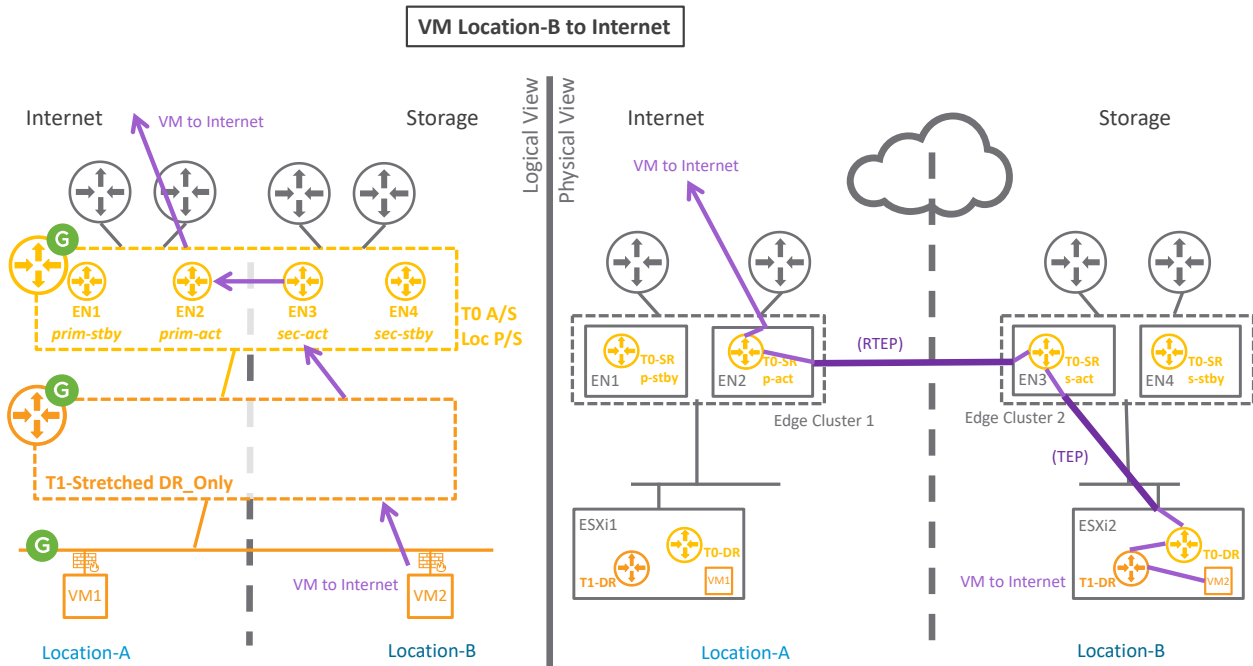 VM Location-B to Internet
Logical View
Physical View
Internet
VM to Internet
Storage
G
EN1
prim-stby
EN2
prim-act
EN3
sec-act
EN4
sec-stby
T0 A/S
Loc P/S
G
T1-Stretched DR_Only
G
VM1
VM to Internet
VM2
Location-A
Location-B
Internet
Storage
VM to Internet
T0-SR
p-stby
EN1
T0-SR
p-act
EN2
(RTEP)
T0-SR
s-act
EN3
T0-SR
s-stby
EN4
Edge Cluster 1
Edge Cluster 2
(TEP)
ESXi1
T0-DR
T1-DR
VM1
ESXi2
T0-DR
VM to Internet
T1-DR
VM2
Location-A
Location-B